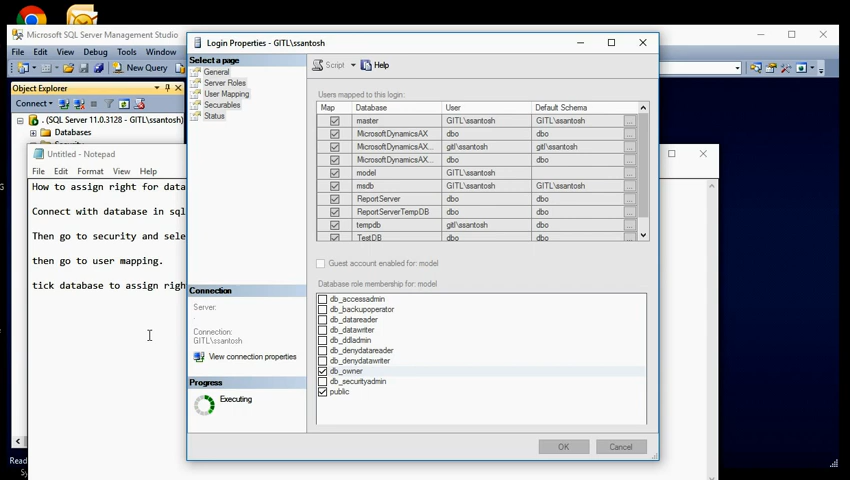 Microsoft SQL Server Management Studio
File Edit View Debug Tools Window
New Query
Object Explorer
Connect
. (SQL Server 11.0.3128 - GITL\ssantosh)
Databases
Untitled - Notepad
File Edit Format View Help
How to assign right for data
Connect with database in sql
Then go to security and sele
then go to user mapping.
tick database to assign righ
Login Properties - GITL\ssantosh
Select a page
General
Server Roles
User Mapping
Securables
Status
Script Help
Users mapped to this login:
Map Database User Default Schema
master GITL\ssantosh GITL\ssantosh ...
MicrosoftDynamicsAX dbo dbo ...
MicrosoftDynamicsAX... gitl\ssantosh gitl\ssantosh ...
MicrosoftDynamicsAX... dbo dbo ...
model GITL\ssantosh ...
msdb GITL\ssantosh GITL\ssantosh ...
ReportServer dbo dbo ...
ReportServerTempDB dbo dbo ...
tempdb gitl\ssantosh dbo ...
TestDB dbo dbo
Guest account enabled for: model
Database role membership for: model
db_accessadmin
db_backupoperator
db_datareader
db_datawriter
db_ddladmin
db_denydatareader
db_denydatawriter
db_owner
db_securityadmin
public
Connection
Server:
.
Connection:
GITL\ssantosh
View connection properties
Progress
Executing
OK Cancel